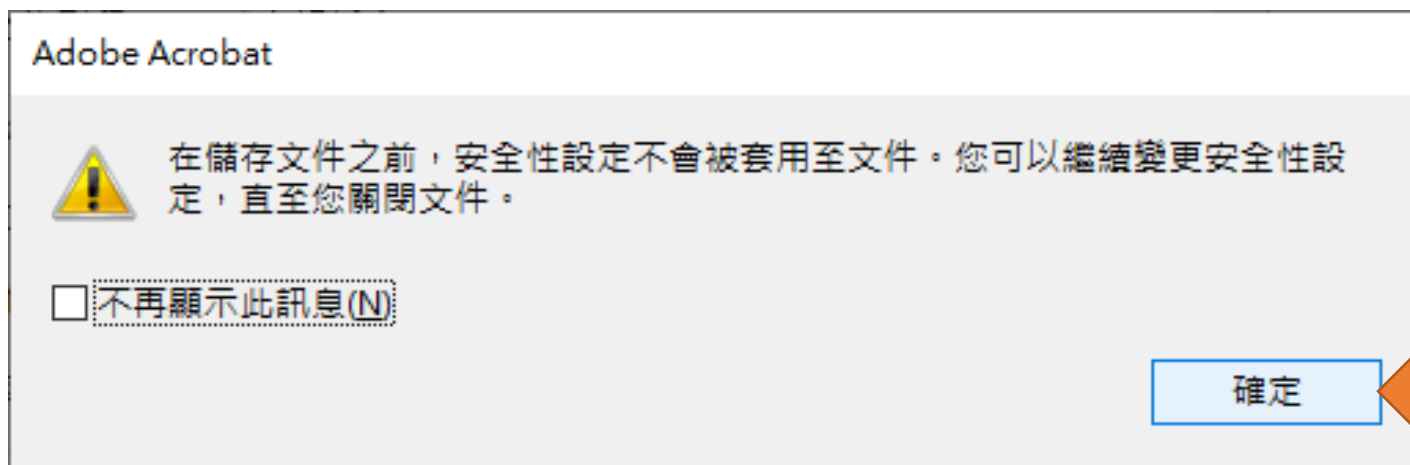 Adobe Acrobat
在儲存文件之前，安全性設定不會被套用至文件。您可以繼續變更安全性設
定，直至您關閉文件。
不再顯示此訊息(N)
確定